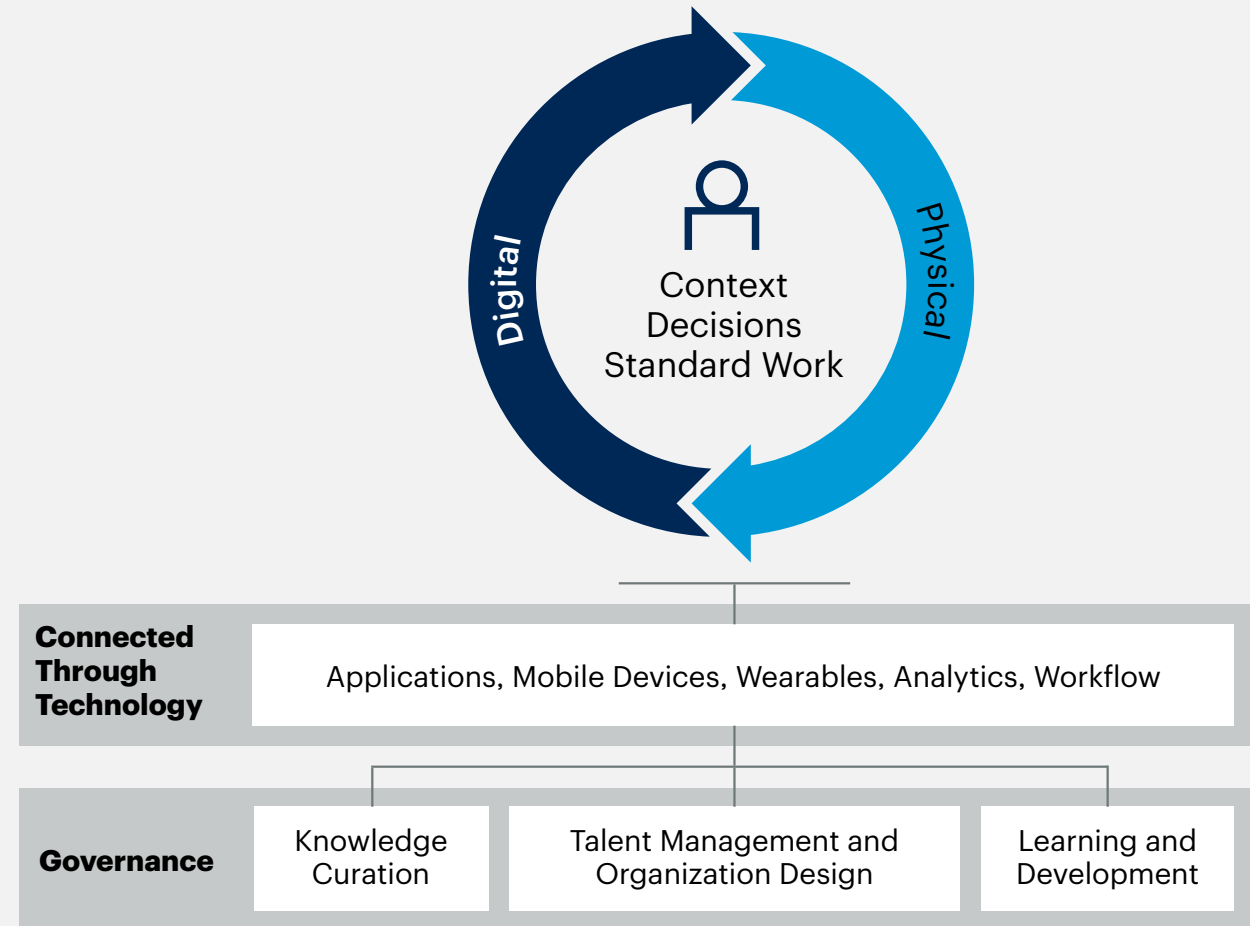 Digital
Physical
Context
Decisions
Standard Work
Connected
Through
Technology
Applications, Mobile Devices, Wearables, Analytics, Workflow
Governance
Knowledge
Curation
Talent Management and
Organization Design
Learning and
Development